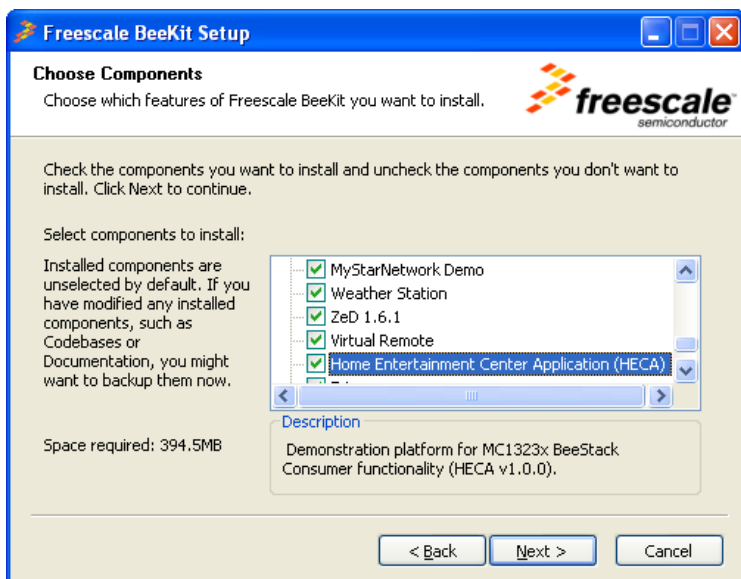 Freescale BeeKit Setup
Choose Components
Choose which features of Freescale BeeKit you want to install.
freescale™
semiconductor
Check the components you want to install and uncheck the components you don't want to
install. Click Next to continue.
Select components to install:
Installed components are
unselected by default. If you
have modified any installed
components, such as
Codebases or
Documentation, you might
want to backup them now.
MyStarNetwork Demo
Weather Station
ZeD 1.6.1
Virtual Remote
Home Entertainment Center Application (HECA)
Space required: 394.5MB
Description
Demonstration platform for MC1323x BeeStack
Consumer functionality (HECA v1.0.0).
< Back
Next >
Cancel